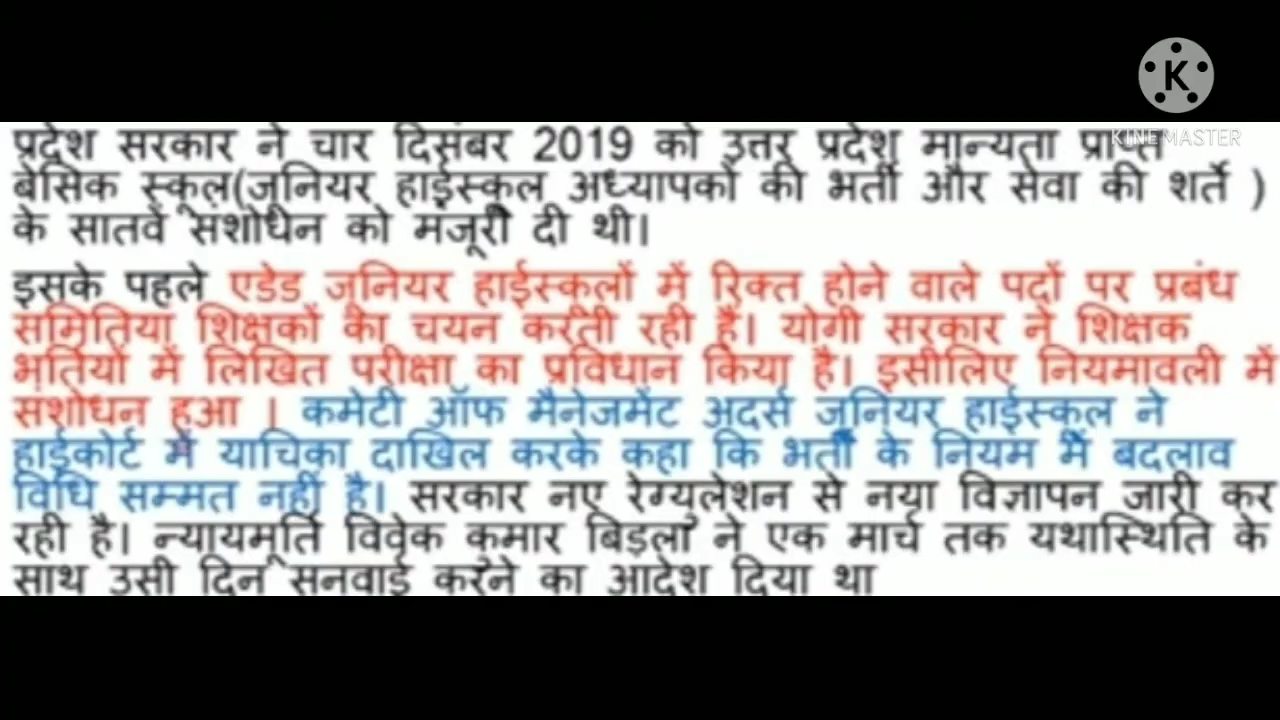 K
KINEMASTER
प्रदेश सरकार ने चार दिसंबर 2019 को उत्तर प्रदेश मान्यता प्राप्त
बेसिक स्कूल(जूनियर हाईस्कूल अध्यापकों की भर्ती और सेवा की शर्ते )
के सातवें संशोधन को मंजूरी दी थी।
इसके पहले एडेड जूनियर हाईस्कूलों में रिक्त होने वाले पदों पर प्रबंध
समितियां शिक्षकों का चयन करती रही हैं। योगी सरकार ने शिक्षक
भर्तियों में लिखित परीक्षा का प्रविधान किया है। इसीलिए नियमावली में
संशोधन हुआ । कमेटी ऑफ मैनेजमेंट अदर्स जूनियर हाईस्कूल ने
हाईकोर्ट में याचिका दाखिल करके कहा कि भर्ती के नियम में बदलाव
विधि सम्मत नहीं है। सरकार नए रेग्युलेशन से नया विज्ञापन जारी कर
रही है। न्यायमूर्ति विवेक कुमार बिड़ला ने एक मार्च तक यथास्थिति के
साथ उसी दिन सुनवाई करने का आदेश दिया था